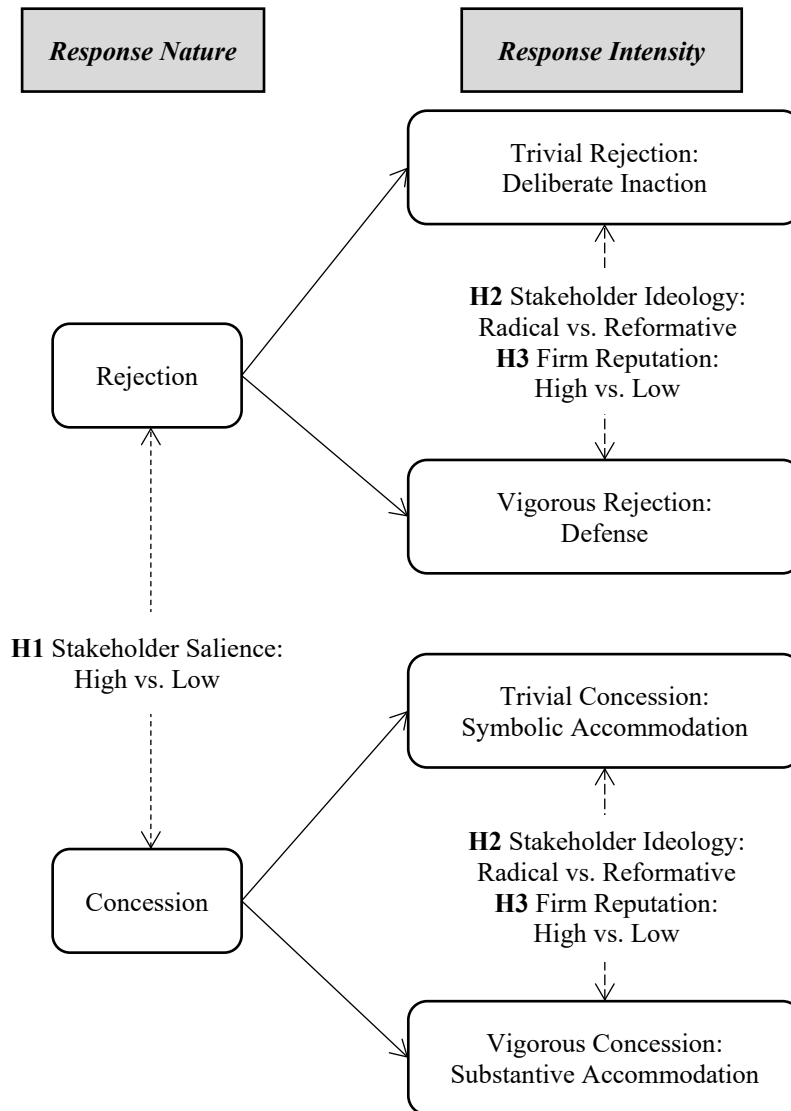 Response Nature
Response Intensity
Trivial Rejection:
Deliberate Inaction
H2 Stakeholder Ideology:
Radical vs. Reformative
H3 Firm Reputation:
High vs. Low
Rejection
Vigorous Rejection:
Defense
H1 Stakeholder Salience:
High vs. Low
Trivial Concession:
Symbolic Accommodation
H2 Stakeholder Ideology:
Radical vs. Reformative
H3 Firm Reputation:
High vs. Low
Concession
Vigorous Concession:
Substantive Accommodation